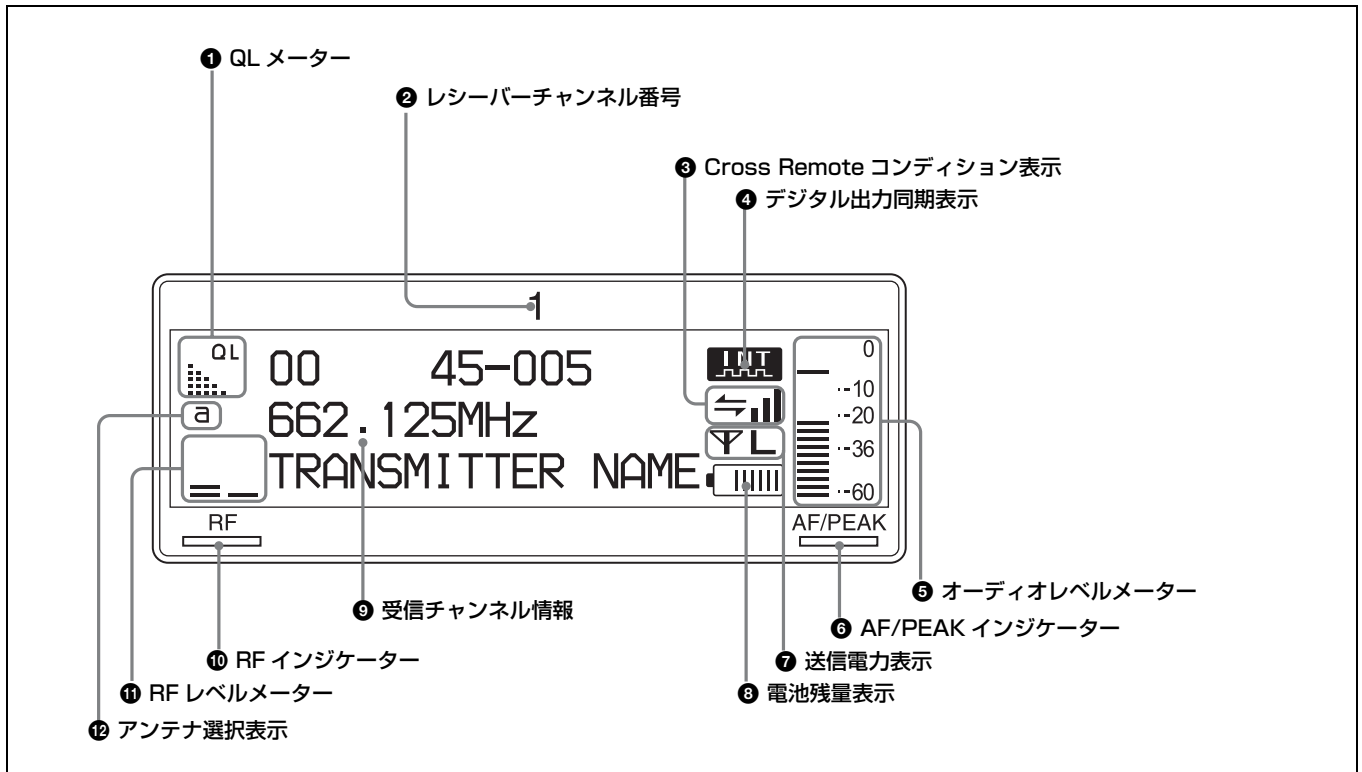 ❶ QL メーター
❷ レシーバーチャンネル番号
❸ Cross Remote コンディション表示
❹ デジタル出力同期表示
1
QL
00 45-005
INT
0
-10
a
662.125MHz
-20
L
-36
TRANSMITTER NAME
-60
RF
AF/PEAK
❺ オーディオレベルメーター
❾ 受信チャンネル情報
❻ AF/PEAK インジケーター
❿ RF インジケーター
❼ 送信電力表示
⓫ RF レベルメーター
❽ 電池残量表示
⓬ アンテナ選択表示